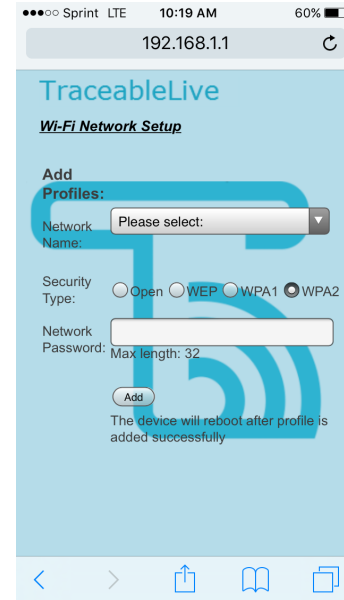 Sprint LTE 10:19 AM 60%
192.168.1.1
TraceableLive
Wi-Fi Network Setup
Add
Profiles:
Network
Name:
Please select:
Security
Type:
Open WEP WPA1 WPA2
Network
Password:
Max length: 32
Add
The device will reboot after profile is
added successfully